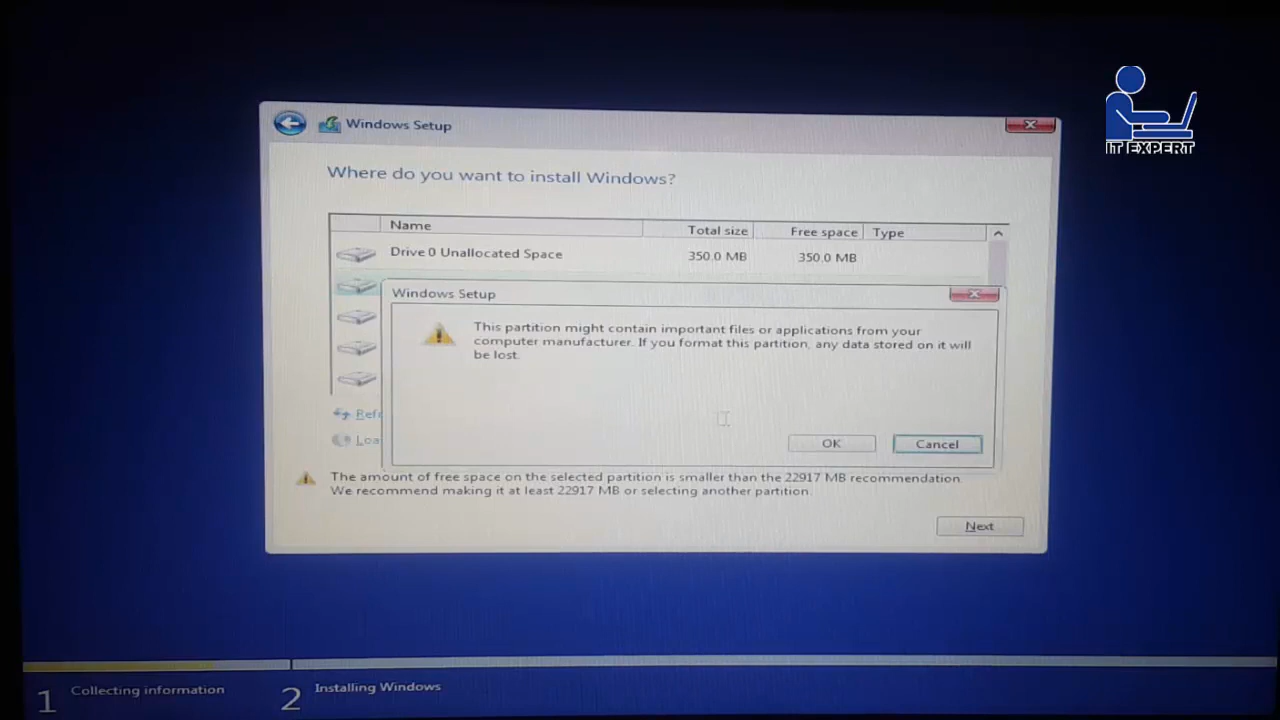 IT EXPERT
Windows Setup
Where do you want to install Windows?
Name Total size Free space Type
Drive 0 Unallocated Space 350.0 MB 350.0 MB
Windows Setup
This partition might contain important files or applications from your
computer manufacturer. If you format this partition, any data stored on it will
be lost.
OK Cancel
The amount of free space on the selected partition is smaller than the 22917 MB recommendation.
We recommend making it at least 22917 MB or selecting another partition.
Next
1 Collecting information 2 Installing Windows